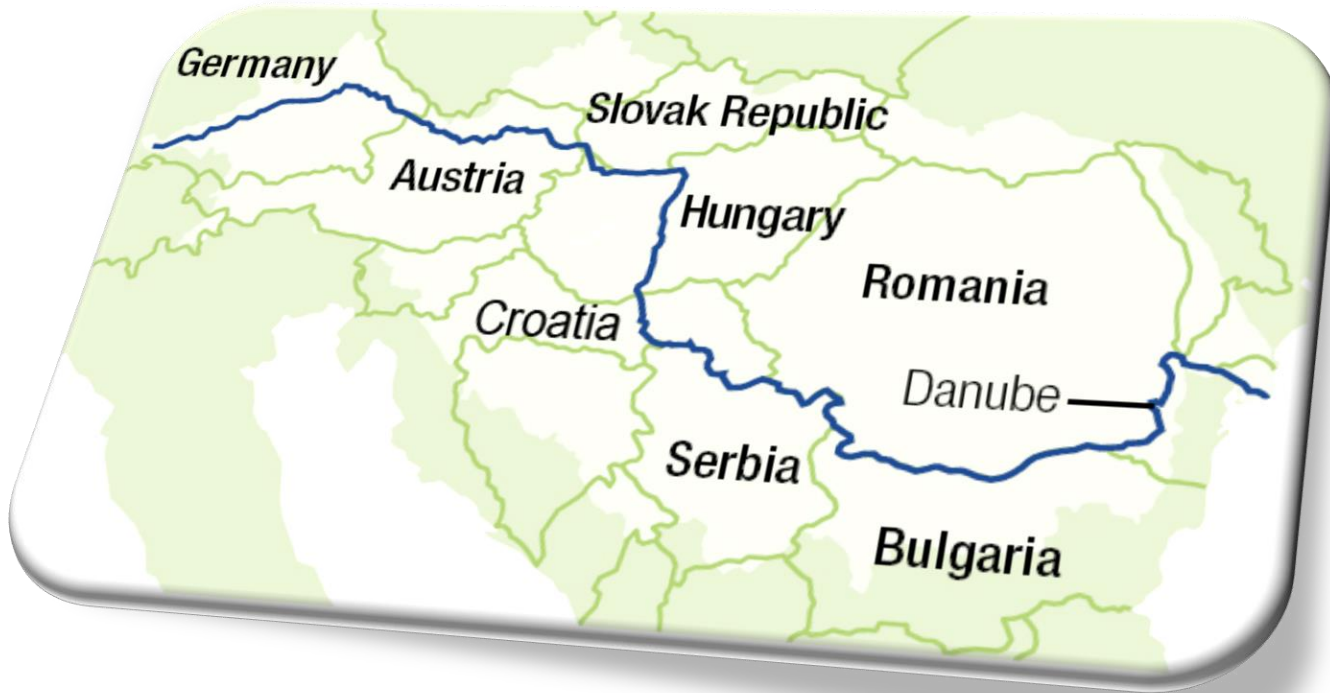 Germany
Slovak Republic
Austria
Hungary
Romania
Croatia
Danube
Serbia
Bulgaria